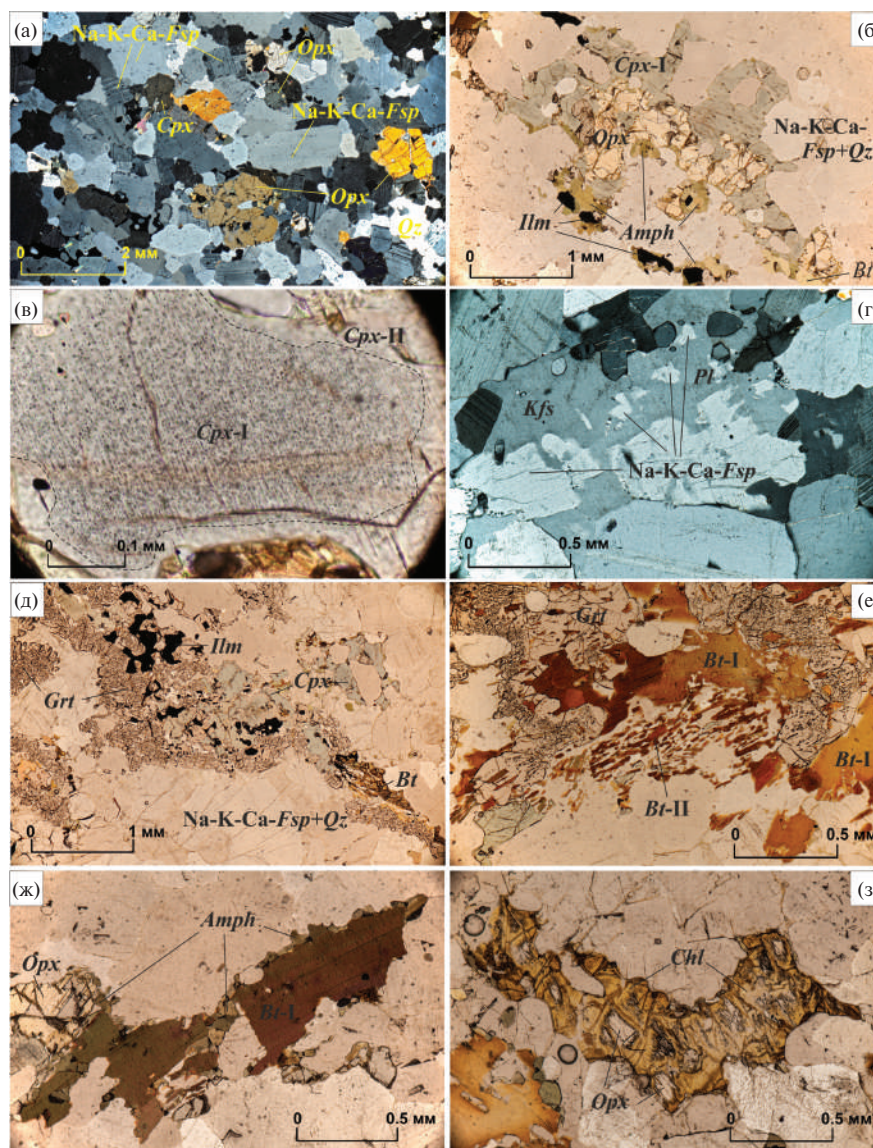 (а)
Na-K-Ca-Fsp
Opx
Cpx
Na-K-Ca-Fsp
Opx
Qz
0 2 мм
(б)
Cpx-I
Opx
Na-K-Ca-
Fsp+Qz
Ilm
Amph
Bt
0 1 мм
(в)
Cpx-II
Cpx-I
0 0.1 мм
(г)
Pl
Kfs
Na-K-Ca-Fsp
0 0.5 мм
(д)
Ilm
Cpx
Grt
Bt
Na-K-Ca-Fsp+Qz
0 1 мм
(е)
Grt
Bt-I
Bt-I
Bt-II
0 0.5 мм
(ж)
Amph
Opx
Bt-I
0 0.5 мм
(з)
Chl
Opx
0 0.5 мм